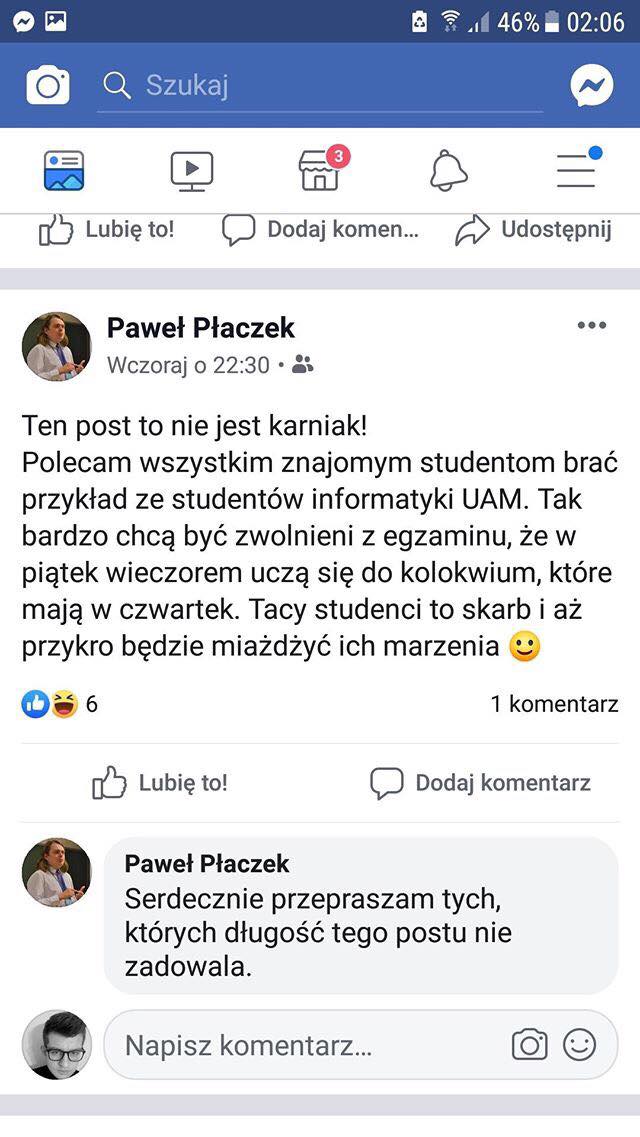 46% 02:06
Szukaj
3
Lubię to! Dodaj komen... Udostępnij
Paweł Płaczek
Wczoraj o 22:30 •
Ten post to nie jest karniak!
Polecam wszystkim znajomym studentom brać
przykład ze studentów informatyki UAM. Tak
bardzo chcą być zwolnieni z egzaminu, że w
piątek wieczorem uczą się do kolokwium, które
mają w czwartek. Tacy studenci to skarb i aż
przykro będzie miażdżyć ich marzenia 🙂
6 1 komentarz
Lubię to! Dodaj komentarz
Paweł Płaczek
Serdecznie przepraszam tych,
których długość tego postu nie
zadowala.
Napisz komentarz...